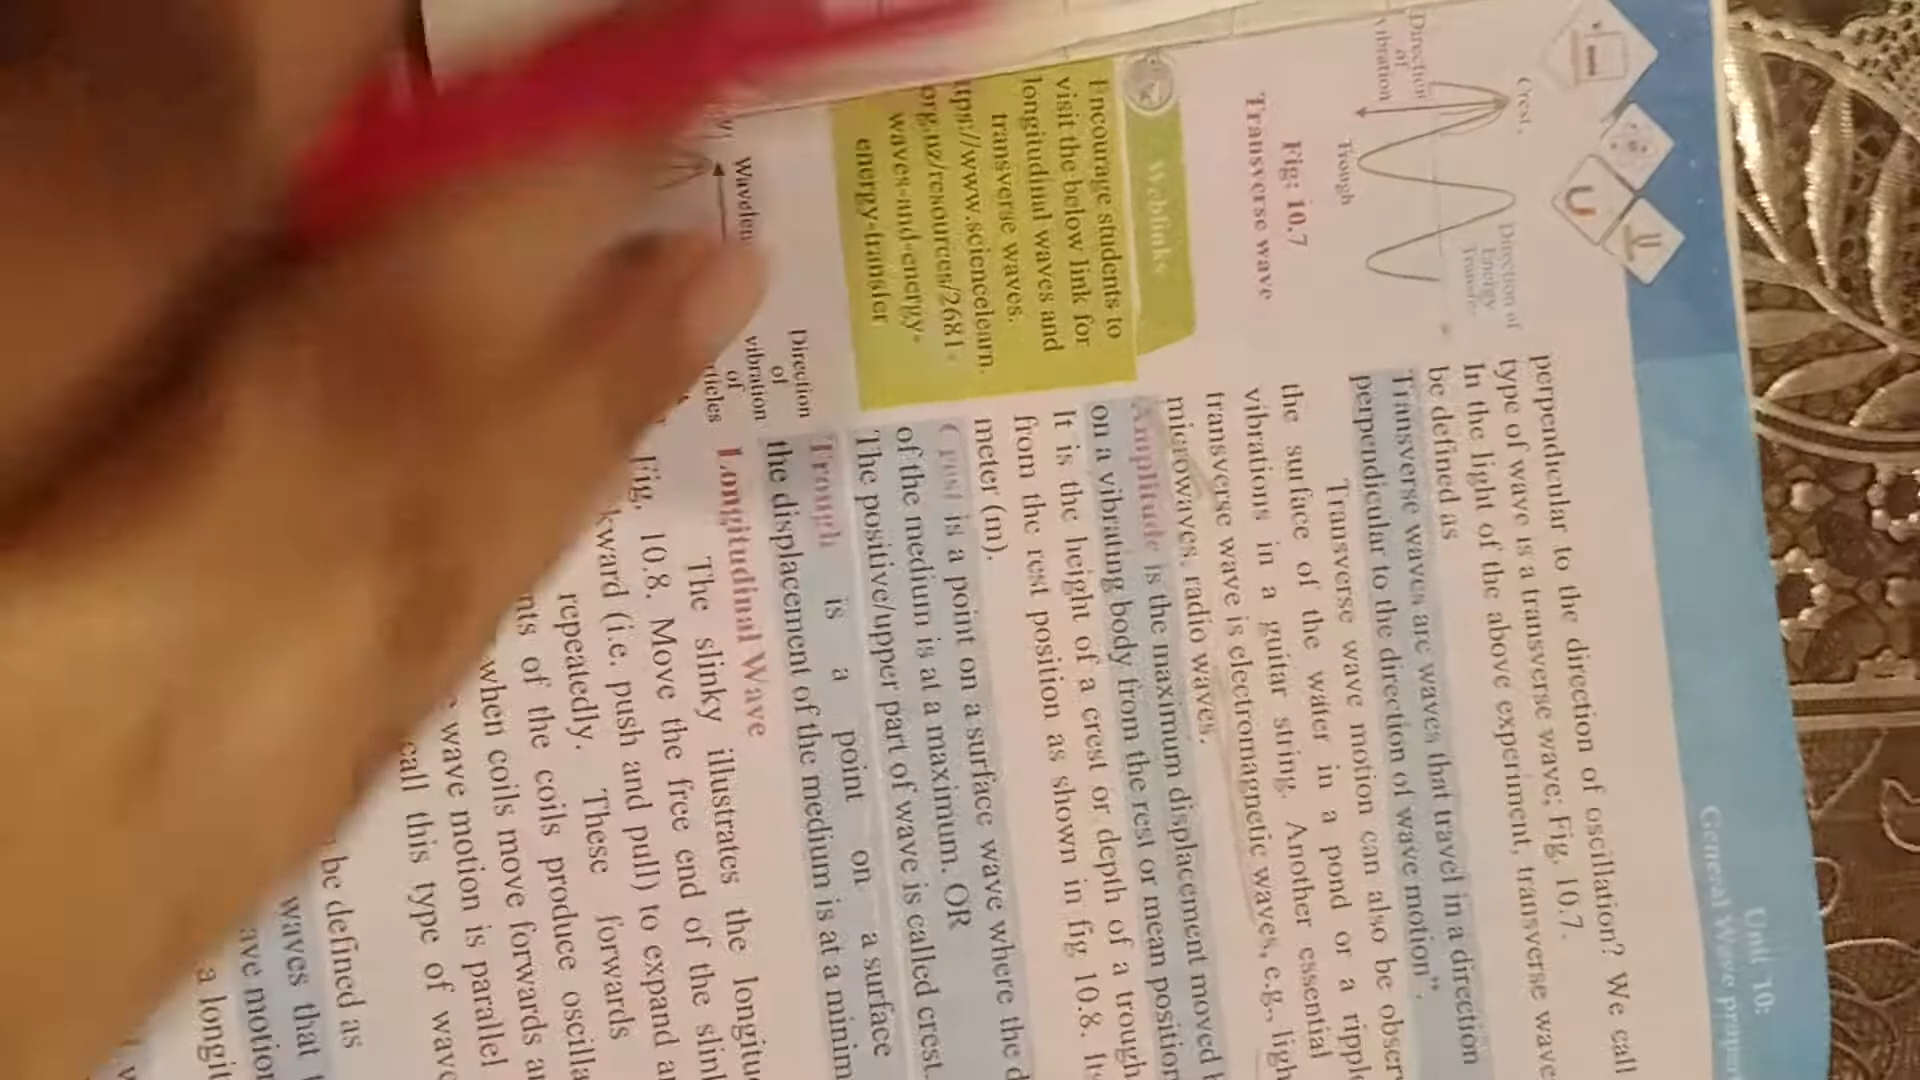 Unit 10:
General Wave
perpendicular to the direction of oscillation? We call
type of wave is a transverse wave; Fig. 10.7.
In the light of the above experiment, transverse wave
be defined as
Transverse waves are waves that travel in a direction
perpendicular to the direction of wave motion".
Transverse wave motion can also be obser
the surface of the water in a pond or a ripple
vibrations in a guitar string. Another essential
transverse wave is electromagnetic waves, e.g., ligh
microwaves, radio waves.
Amplitude is the maximum displacement moved
on a vibrating body from the rest or mean position
It is the height of a crest or depth of a trough
from the rest position as shown in fig 10.8. It
meter (m).
Crest is a point on a surface wave where the d
of the medium is at a maximum. OR
The positive/upper part of wave is called crest.
Trough is a point on a surface
the displacement of the medium is at a minim
Longitudinal Wave
The slinky illustrates the longitu
Fig. 10.8. Move the free end of the slin
kward (i.e. push and pull) to expand a
repeatedly. These forwards
nts of the coils produce oscilla
when coils move forwards a
wave motion is parallel
call this type of wave
be defined as
waves that
ave motion
a longit
Crest
Direction
of
vibration
Trough
Direction of
Energy
Fig: 10.7
Transverse wave
Weblinks
Encourage students to
visit the below link for
longitudinal waves and
transverse waves.
tps://www.sciencelearn.
org.nz/resources/2681-
waves-and-energy-
energy-transfer
Wavelen
Direction
of
vibration
of
ticles